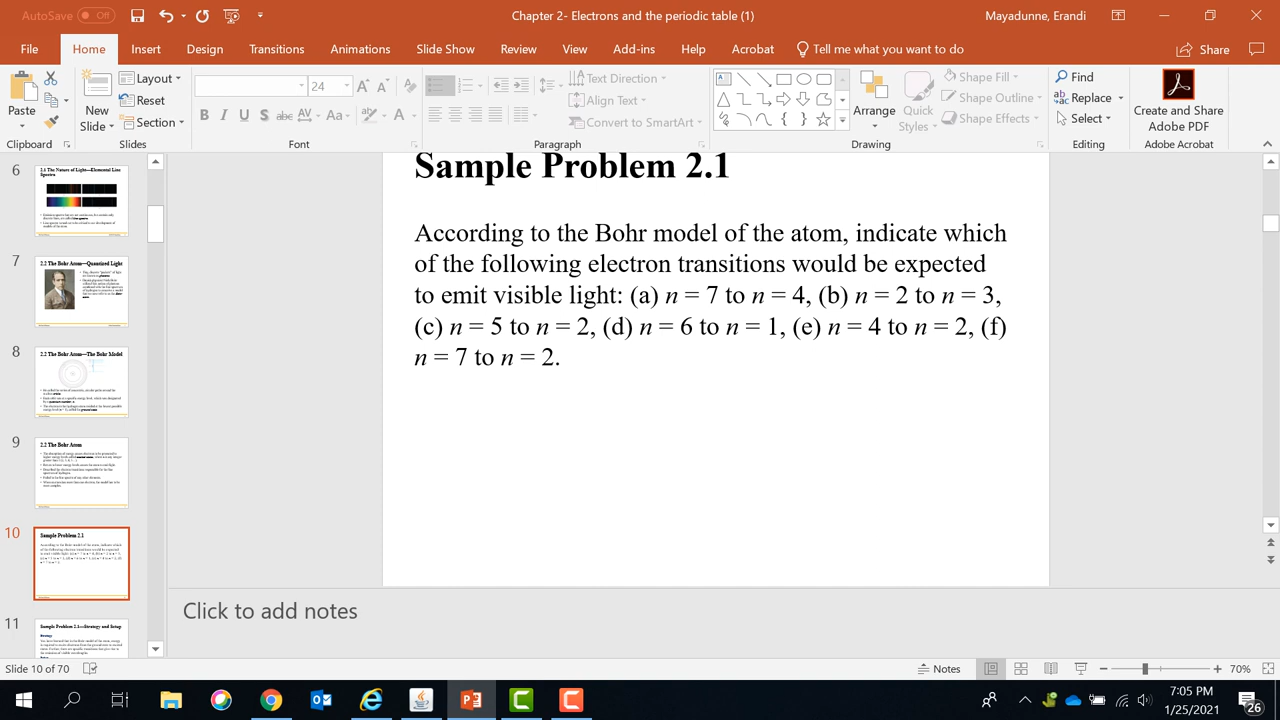 AutoSave Off
Chapter 2- Electrons and the periodic table (1)
Mayadunne, Erandi
File Home Insert Design Transitions Animations Slide Show Review View Add-ins Help Acrobat Tell me what you want to do Share
Paste
New Slide
Layout
Reset
Section
24
B I U S abc AV Aa A
Text Direction
Align Text
Convert to SmartArt
Arrange
Quick Styles
Shape Fill
Shape Outline
Shape Effects
Find
Replace
Select
Create and Share Adobe PDF
Clipboard Slides Font Paragraph Drawing Editing Adobe Acrobat
6
2.1 The Nature of Light—Elemental Line Spectra
7
2.2 The Bohr Atom—Quantized Light
8
2.2 The Bohr Atom—The Bohr Model
9
2.2 The Bohr Atom
10
Sample Problem 2.1
11
Sample Problem 2.1—Strategy and Setup
Sample Problem 2.1
According to the Bohr model of the atom, indicate which
of the following electron transitions would be expected
to emit visible light: (a) n = 7 to n = 4, (b) n = 2 to n = 3,
(c) n = 5 to n = 2, (d) n = 6 to n = 1, (e) n = 4 to n = 2, (f)
n = 7 to n = 2.
Click to add notes
Slide 10 of 70
Notes
70%
7:05 PM
1/25/2021
26